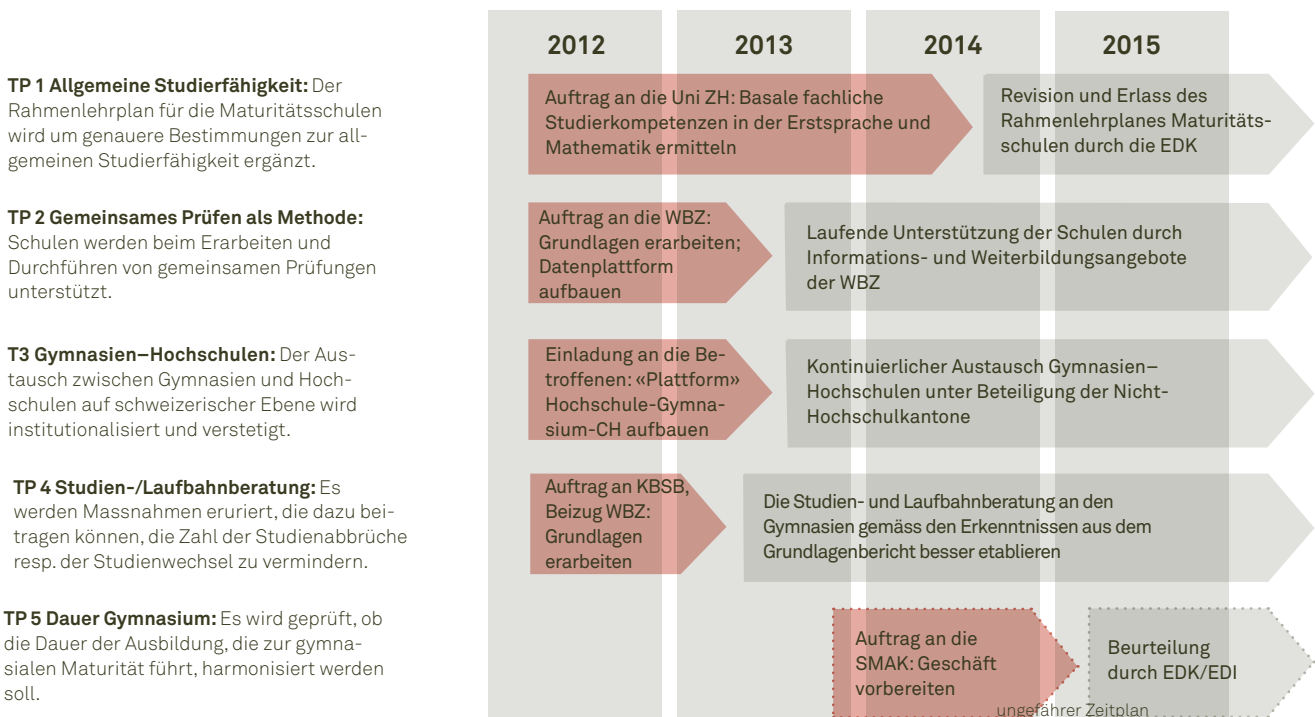 2012
2013
2014
2015
TP 1 Allgemeine Studierfähigkeit: Der
Rahmenlehrplan für die Maturitätsschulen
wird um genauere Bestimmungen zur all-
gemeinen Studierfähigkeit ergänzt.
Auftrag an die Uni ZH: Basale fachliche
Studierkompetenzen in der Erstsprache und
Mathematik ermitteln
Revision und Erlass des
Rahmenlehrplanes Maturitäts-
schulen durch die EDK
TP 2 Gemeinsames Prüfen als Methode:
Schulen werden beim Erarbeiten und
Durchführen von gemeinsamen Prüfungen
unterstützt.
Auftrag an die WBZ:
Grundlagen erarbeiten;
Datenplattform
aufbauen
Laufende Unterstützung der Schulen durch
Informations- und Weiterbildungsangebote
der WBZ
T3 Gymnasien–Hochschulen: Der Aus-
tausch zwischen Gymnasien und Hoch-
schulen auf schweizerischer Ebene wird
institutionalisiert und verstetigt.
Einladung an die Be-
troffenen: «Plattform»
Hochschule-Gymna-
sium-CH aufbauen
Kontinuierlicher Austausch Gymnasien–
Hochschulen unter Beteiligung der Nicht-
Hochschulkantone
TP 4 Studien-/Laufbahnberatung: Es
werden Massnahmen eruriert, die dazu bei-
tragen können, die Zahl der Studienabbrüche
resp. der Studienwechsel zu vermindern.
Auftrag an KBSB,
Beizug WBZ:
Grundlagen
erarbeiten
Die Studien- und Laufbahnberatung an den
Gymnasien gemäss den Erkenntnissen aus dem
Grundlagenbericht besser etablieren
TP 5 Dauer Gymnasium: Es wird geprüft, ob
die Dauer der Ausbildung, die zur gymna-
sialen Maturität führt, harmonisiert werden
soll.
Auftrag an die
SMAK: Geschäft
vorbereiten
Beurteilung
durch EDK/EDI
ungefährer Zeitplan